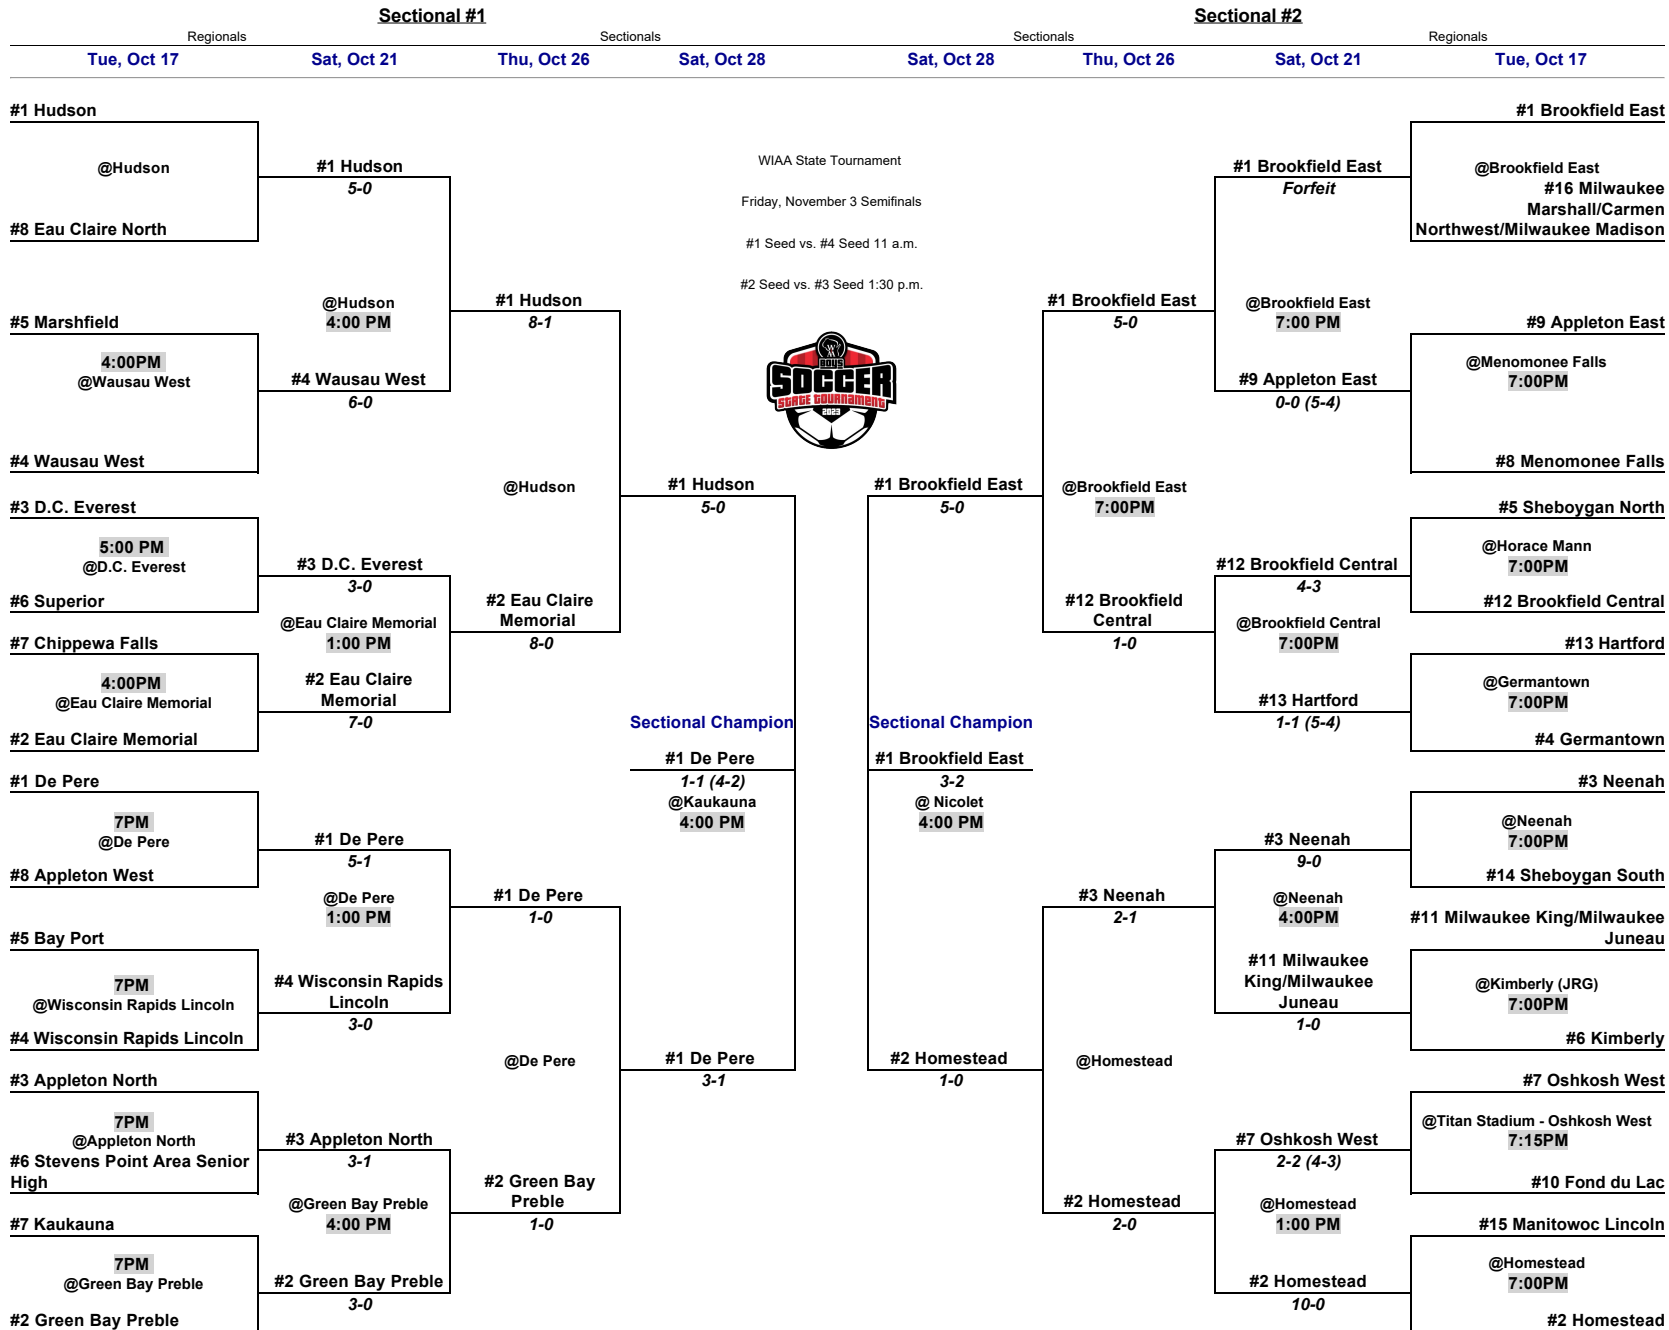 Sectional #1
Sectional #2
Regionals
Sectionals
Sectionals
Regionals
Tue, Oct 17
Sat, Oct 21
Thu, Oct 26
Sat, Oct 28
Sat, Oct 28
Thu, Oct 26
Sat, Oct 21
Tue, Oct 17
#1 Hudson
@Hudson
#8 Eau Claire North
#5 Marshfield
4:00PM
@Wausau West
#4 Wausau West
#3 D.C. Everest
5:00 PM
@D.C. Everest
#6 Superior
#7 Chippewa Falls
4:00PM
@Eau Claire Memorial
#2 Eau Claire Memorial
#1 De Pere
7PM
@De Pere
#8 Appleton West
#5 Bay Port
7PM
@Wisconsin Rapids Lincoln
#4 Wisconsin Rapids Lincoln
#3 Appleton North
7PM
@Appleton North
#6 Stevens Point Area Senior
High
#7 Kaukauna
7PM
@Green Bay Preble
#2 Green Bay Preble
#1 Hudson
5-0
@Hudson
4:00 PM
#4 Wausau West
6-0
#3 D.C. Everest
3-0
@Eau Claire Memorial
1:00 PM
#2 Eau Claire
Memorial
7-0
#1 De Pere
5-1
@De Pere
1:00 PM
#4 Wisconsin Rapids
Lincoln
3-0
#3 Appleton North
3-1
@Green Bay Preble
4:00 PM
#2 Green Bay Preble
3-0
#1 Hudson
8-1
@Hudson
#2 Eau Claire
Memorial
8-0
#1 De Pere
1-0
@De Pere
#2 Green Bay
Preble
1-0
#1 Hudson
5-0
Sectional Champion
#1 De Pere
1-1 (4-2)
@Kaukauna
4:00 PM
#1 De Pere
3-1
WIAA State Tournament
Friday, November 3 Semifinals
#1 Seed vs. #4 Seed 11 a.m.
#2 Seed vs. #3 Seed 1:30 p.m.
BOYS
SOCCER
STATE TOURNAMENT
2023
#1 Brookfield East
5-0
Sectional Champion
#1 Brookfield East
3-2
@ Nicolet
4:00 PM
#2 Homestead
1-0
#1 Brookfield East
5-0
@Brookfield East
7:00PM
#12 Brookfield
Central
1-0
#3 Neenah
2-1
@Homestead
#2 Homestead
2-0
#1 Brookfield East
Forfeit
@Brookfield East
7:00 PM
#9 Appleton East
0-0 (5-4)
#12 Brookfield Central
4-3
@Brookfield Central
7:00PM
#13 Hartford
1-1 (5-4)
#3 Neenah
9-0
@Neenah
4:00PM
#11 Milwaukee
King/Milwaukee
Juneau
1-0
#7 Oshkosh West
2-2 (4-3)
@Homestead
1:00 PM
#2 Homestead
10-0
#1 Brookfield East
@Brookfield East
#16 Milwaukee
Marshall/Carmen
Northwest/Milwaukee Madison
#9 Appleton East
@Menomonee Falls
7:00PM
#8 Menomonee Falls
#5 Sheboygan North
@Horace Mann
7:00PM
#12 Brookfield Central
#13 Hartford
@Germantown
7:00PM
#4 Germantown
#3 Neenah
@Neenah
7:00PM
#14 Sheboygan South
#11 Milwaukee King/Milwaukee
Juneau
@Kimberly (JRG)
7:00PM
#6 Kimberly
#7 Oshkosh West
@Titan Stadium - Oshkosh West
7:15PM
#10 Fond du Lac
#15 Manitowoc Lincoln
@Homestead
7:00PM
#2 Homestead